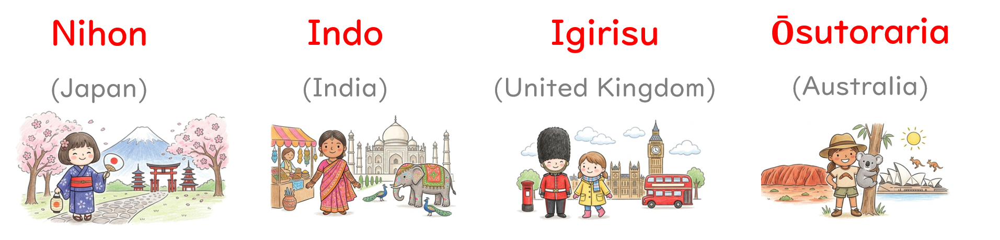 Nihon
(Japan)
Indo
(India)
Igirisu
(United Kingdom)
Ōsutoraria
(Australia)